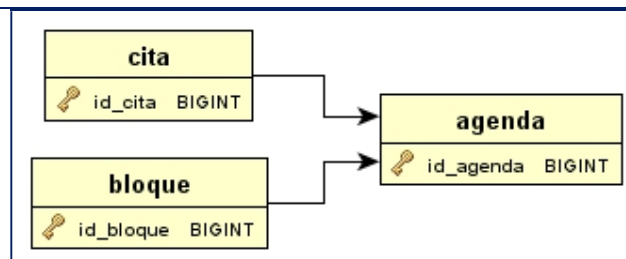 cita
id_cita BIGINT
agenda
id_agenda BIGINT
bloque
id_bloque BIGINT